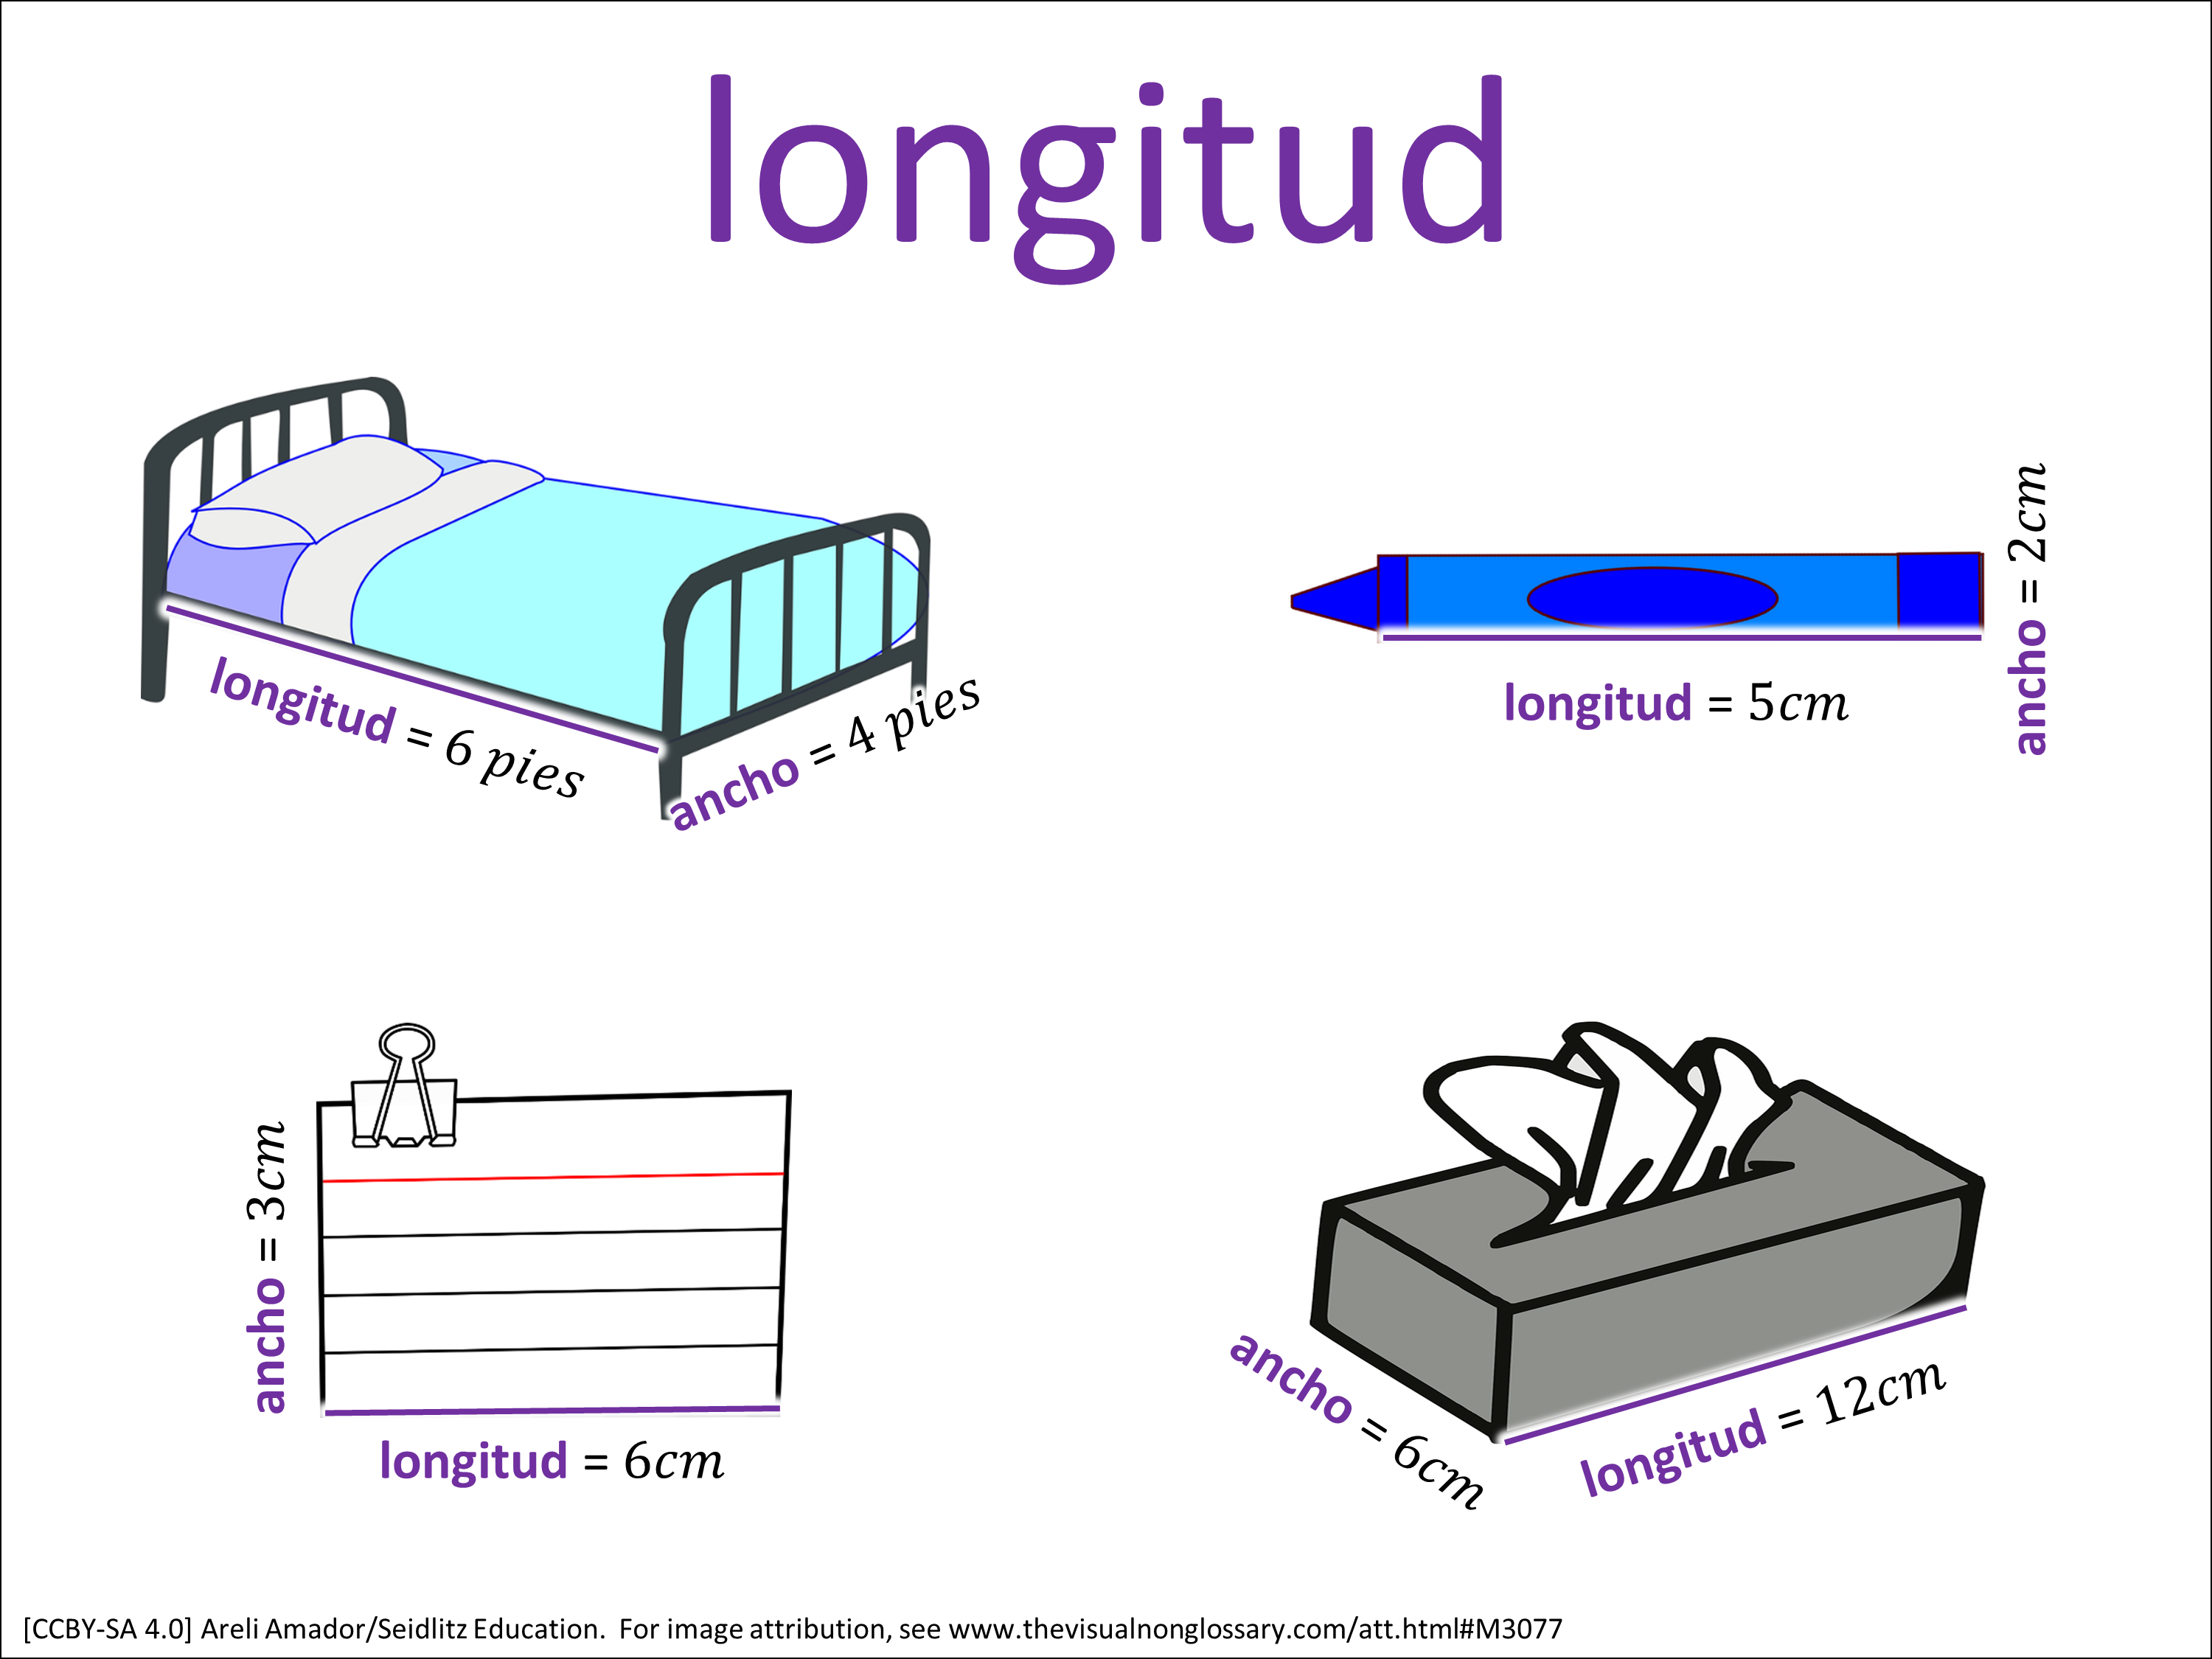 longitud
longitud = 6 pies
ancho = 4 pies
longitud = 5cm
ancho = 2cm
ancho = 3cm
longitud = 6cm
ancho = 6cm
longitud = 12cm
[CCBY-SA 4.0] Areli Amador/Seidlitz Education.  For image attribution, see www.thevisualnonglossary.com/att.html#M3077